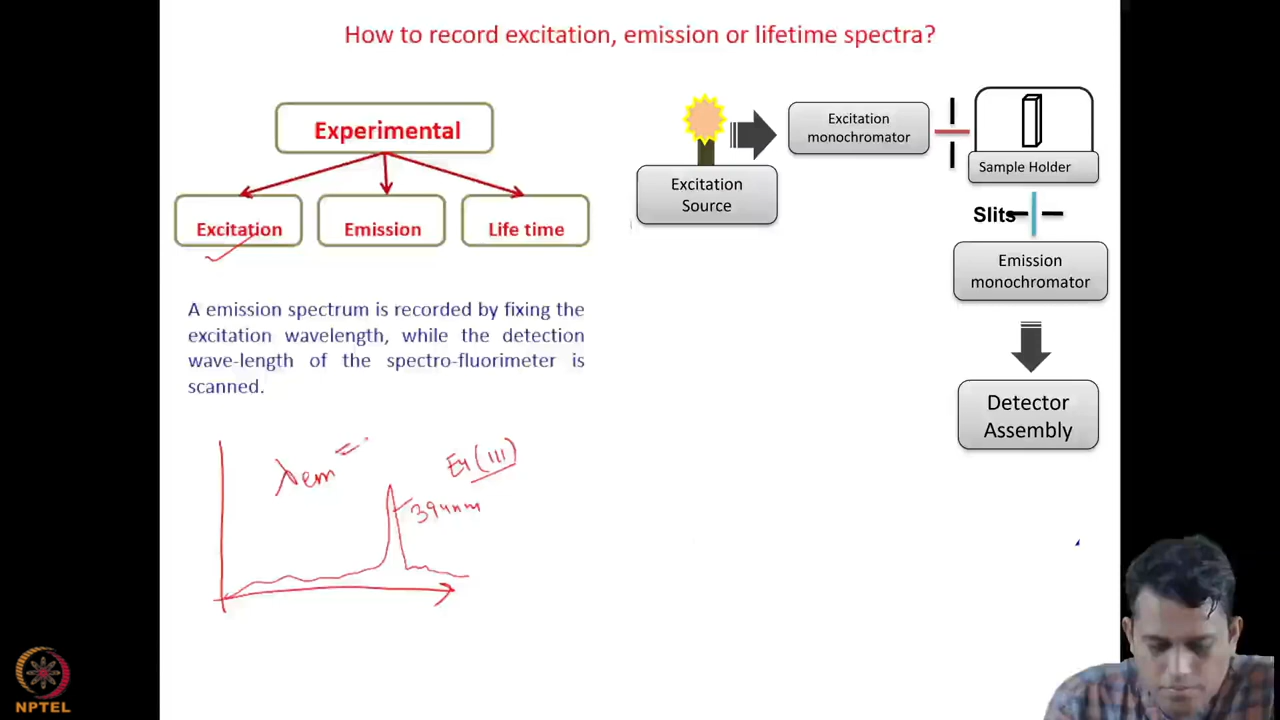 How to record excitation, emission or lifetime spectra?
Experimental
Excitation
Emission
Life time
A emission spectrum is recorded by fixing the
excitation wavelength, while the detection
wave-length of the spectro-fluorimeter is
scanned.
λem =
Eu(III)
394nm
Excitation
Source
Excitation
monochromator
Sample Holder
Slits
Emission
monochromator
Detector
Assembly
NPTEL